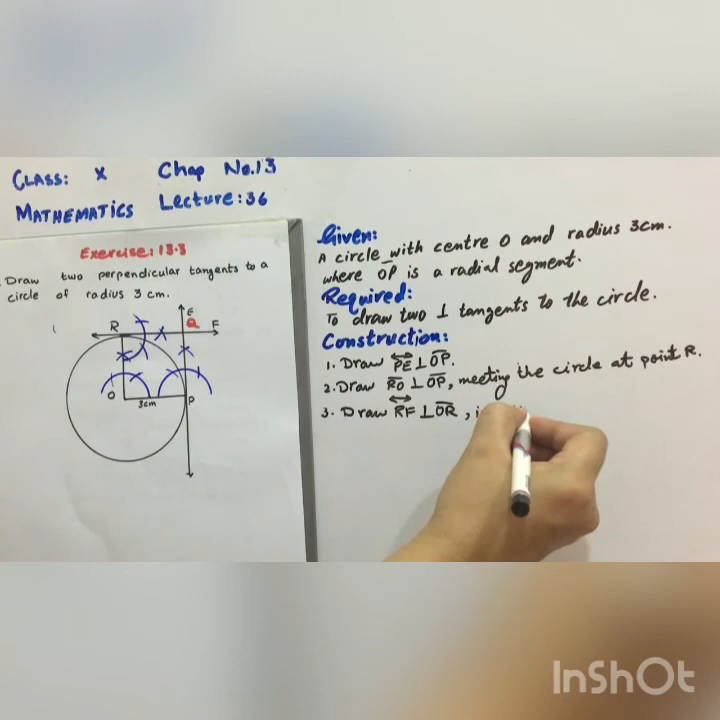 CLASS: X Chap No.13
MATHEMATICS Lecture:36
Exercise: 13.3
Draw two perpendicular tangents to a
circle of radius 3 cm.
E
R Q F
O 3cm P
Given:
A circle with centre O and radius 3cm.
where OP is a radial segment.
Required:
To draw two ⊥ tangents to the circle.
Construction:
1. Draw PE ⊥ OP.
2. Draw RO ⊥ OP, meeting the circle at point R.
3. Draw RF ⊥ OR,
InShOt